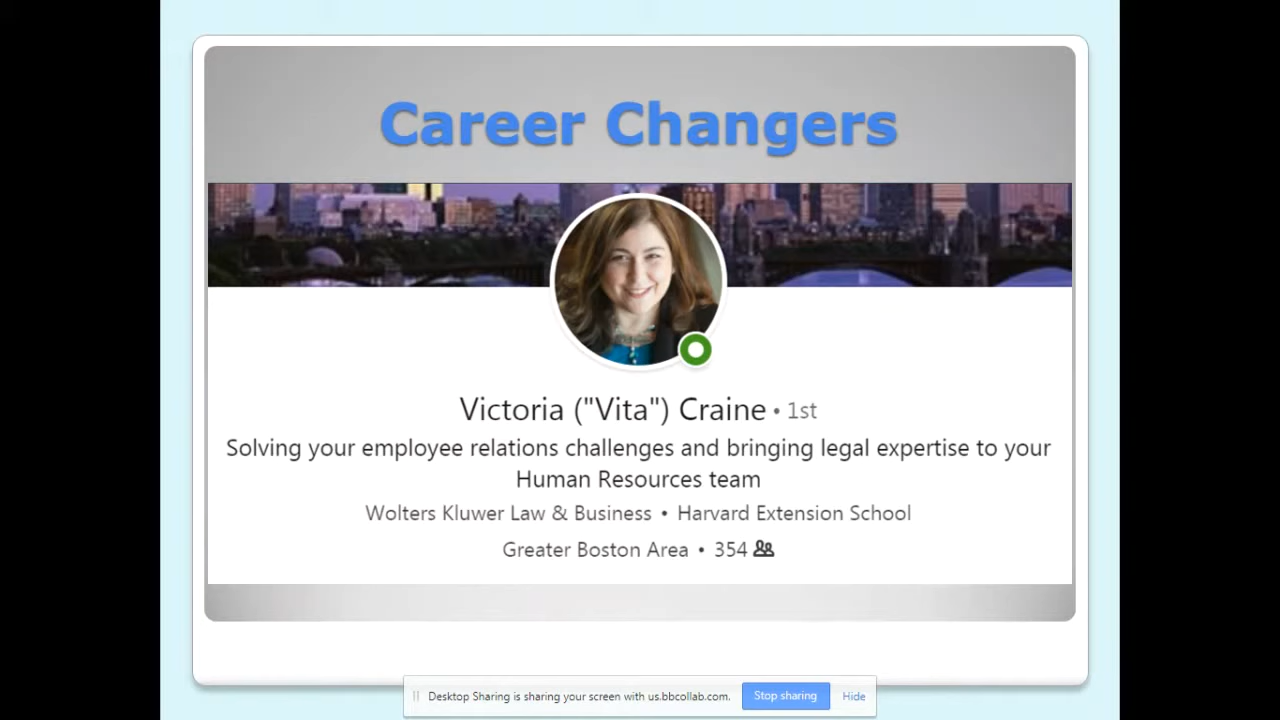 Career Changers
Victoria ("Vita") Craine • 1st
Solving your employee relations challenges and bringing legal expertise to your
Human Resources team
Wolters Kluwer Law & Business • Harvard Extension School
Greater Boston Area • 354
Desktop Sharing is sharing your screen with us.bbcollab.com. Stop sharing Hide